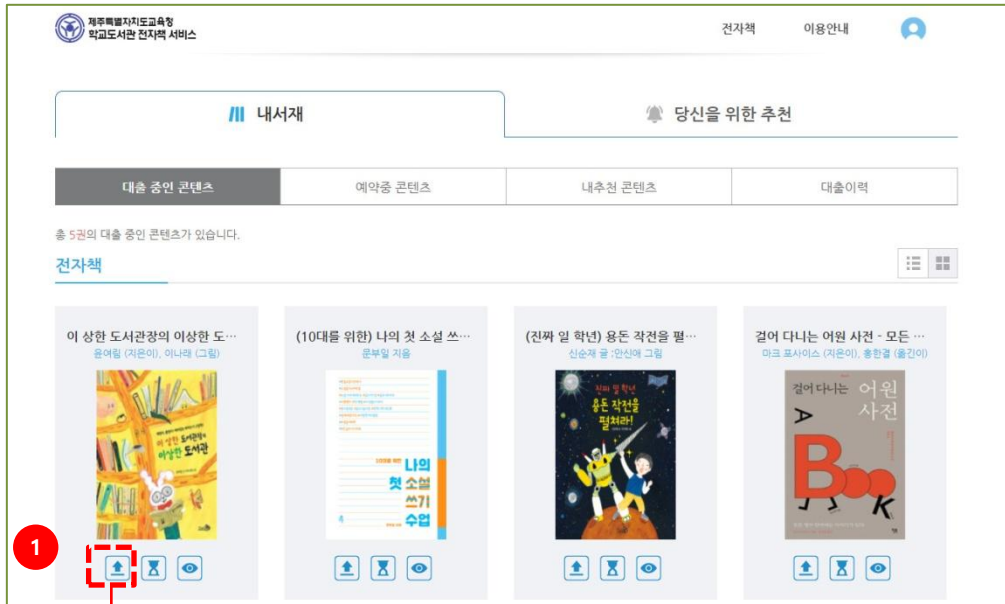 제주특별자치도교육청
학교도서관 전자책 서비스
전자책 이용안내
내서재 당신을 위한 추천
대출 중인 콘텐츠 예약중 콘텐츠 내추천 콘텐츠 대출이력
총 5권의 대출 중인 콘텐츠가 있습니다.
전자책
이 상한 도서관장의 이상한 도…
윤여림 (지은이), 이나래 (그림)
이 상한 도서관장의
이상한 도서관
(10대를 위한) 나의 첫 소설 쓰…
문부일 지음
10대를 위한 나의
첫 소설
쓰기
수업
(진짜 일 학년) 용돈 작전을 펼…
신순재 글 ;안신애 그림
진짜 일 학년
용돈 작전을
펼쳐라!
걸어 다니는 어원 사전 - 모든 …
마크 포사이스 (지은이), 홍한결 (옮긴이)
걸어 다니는 어원
사전
A
BOOK
1